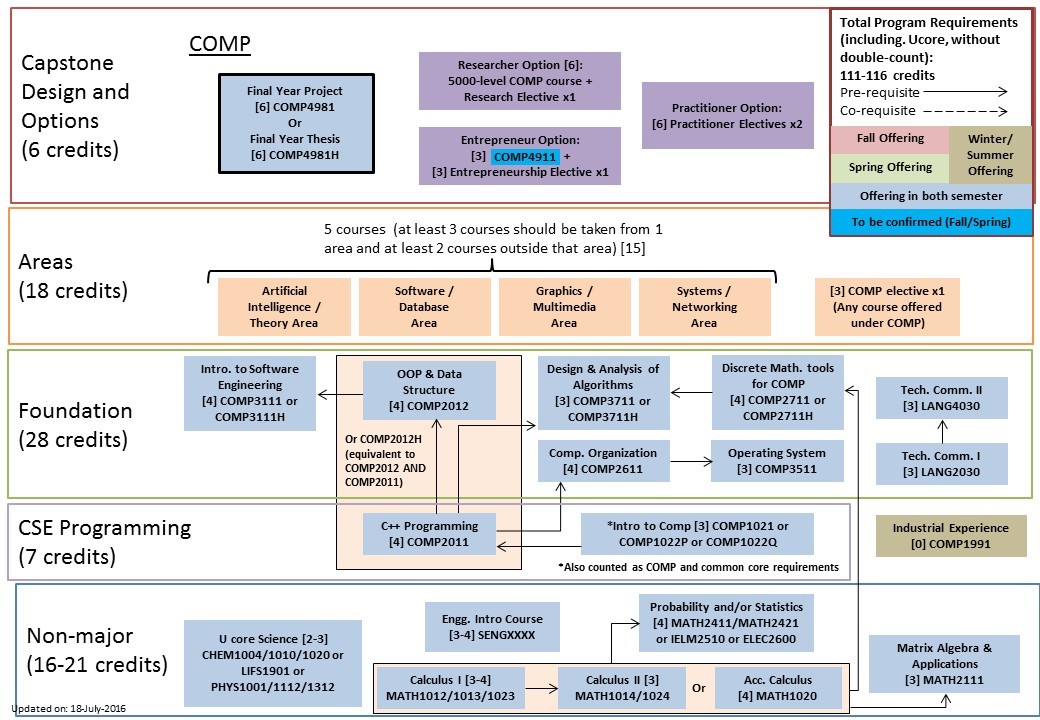 COMP
Capstone
Design and
Options
(6 credits)
Final Year Project
[6] COMP4981
Or
Final Year Thesis
[6] COMP4981H
Researcher Option [6]:
5000-level COMP course +
Research Elective x1
Entrepreneur Option:
[3] COMP4911 +
[3] Entrepreneurship Elective x1
Practitioner Option:
[6] Practitioner Electives x2
Total Program Requirements
(including. Ucore, without
double-count):
111-116 credits
Pre-requisite
Co-requisite
Fall Offering
Spring Offering
Winter/
Summer
Offering
Offering in both semester
To be confirmed (Fall/Spring)
Areas
(18 credits)
5 courses (at least 3 courses should be taken from 1
area and at least 2 courses outside that area) [15]
Artificial
Intelligence /
Theory Area
Software /
Database
Area
Graphics /
Multimedia
Area
Systems /
Networking
Area
[3] COMP elective x1
(Any course offered
under COMP)
Foundation
(28 credits)
Intro. to Software
Engineering
[4] COMP3111 or
COMP3111H
OOP & Data
Structure
[4] COMP2012
Or COMP2012H
(equivalent to
COMP2012 AND
COMP2011)
Design & Analysis of
Algorithms
[3] COMP3711 or
COMP3711H
Discrete Math. tools
for COMP
[4] COMP2711 or
COMP2711H
Tech. Comm. II
[3] LANG4030
Comp. Organization
[4] COMP2611
Operating System
[3] COMP3511
Tech. Comm. I
[3] LANG2030
CSE Programming
(7 credits)
C++ Programming
[4] COMP2011
*Intro to Comp [3] COMP1021 or
COMP1022P or COMP1022Q
*Also counted as COMP and common core requirements
Industrial Experience
[0] COMP1991
Non-major
(16-21 credits)
U core Science [2-3]
CHEM1004/1010/1020 or
LIFS1901 or
PHYS1001/1112/1312
Engg. Intro Course
[3-4] SENGXXXX
Probability and/or Statistics
[4] MATH2411/MATH2421
or IELM2510 or ELEC2600
Calculus I [3-4]
MATH1012/1013/1023
Calculus II [3]
MATH1014/1024
Or
Acc. Calculus
[4] MATH1020
Matrix Algebra &
Applications
[3] MATH2111
Updated on: 18-July-2016